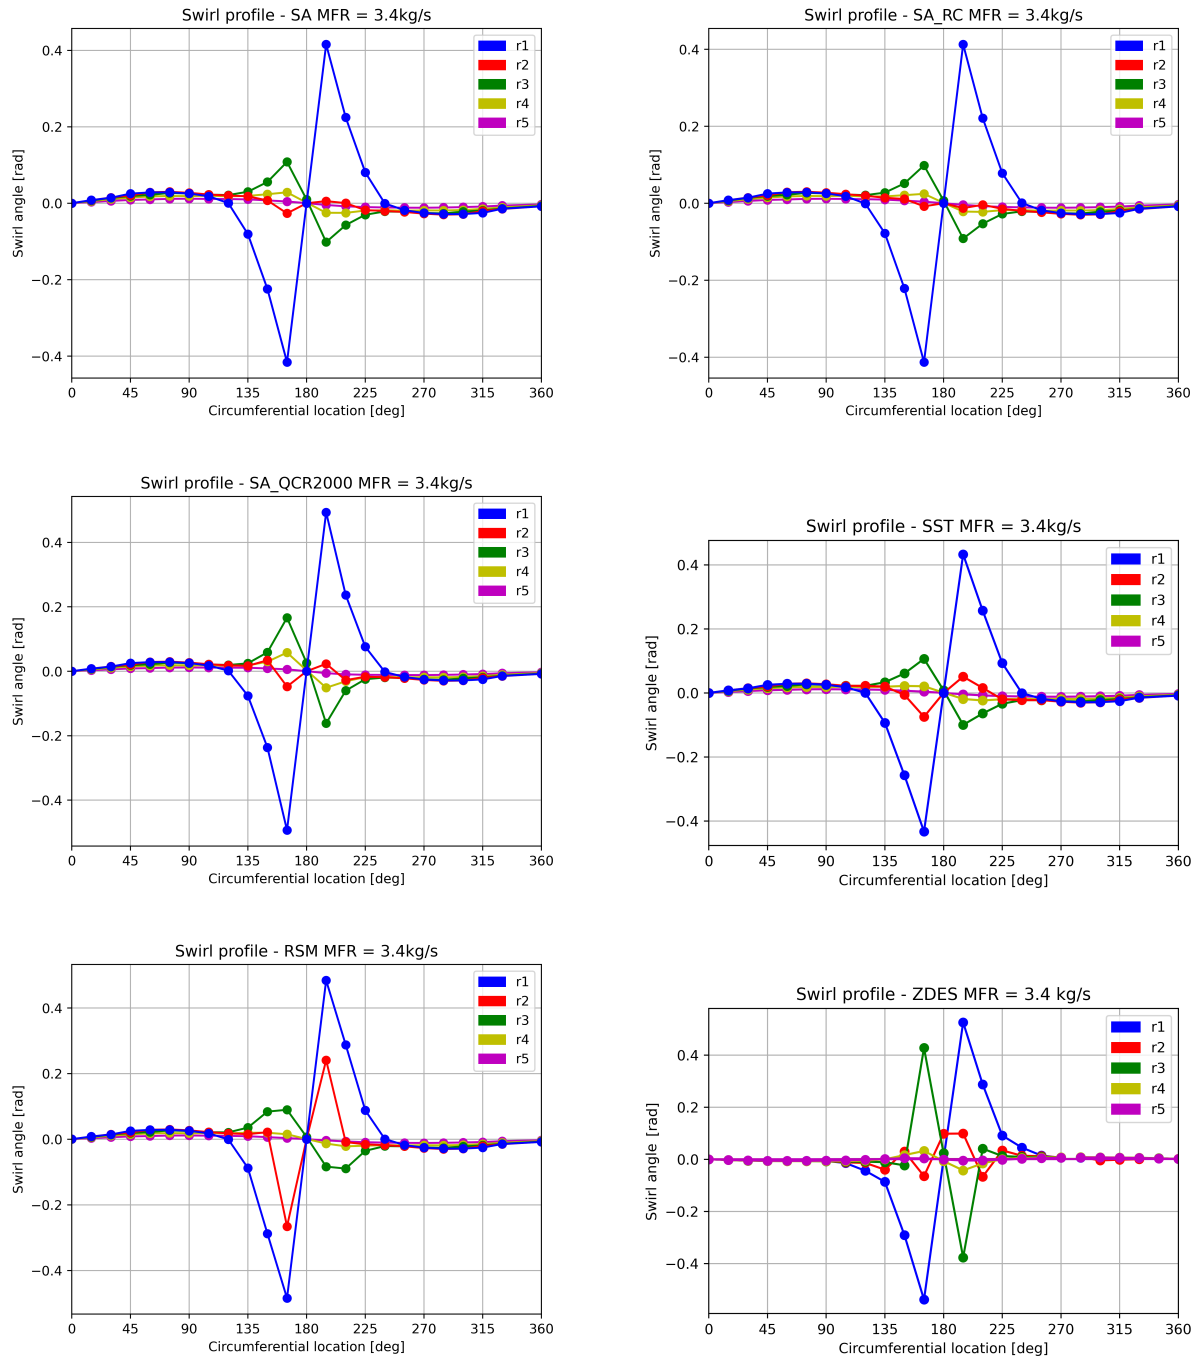 Swirl profile - SA MFR = 3.4kg/s
Swirl angle [rad]
0.4
0.2
0.0
−0.2
−0.4
r1
r2
r3
r4
r5
0 45 90 135 180 225 270 315 360
Circumferential location [deg]
Swirl profile - SA_RC MFR = 3.4kg/s
Swirl angle [rad]
0.4
0.2
0.0
−0.2
−0.4
r1
r2
r3
r4
r5
0 45 90 135 180 225 270 315 360
Circumferential location [deg]
Swirl profile - SA_QCR2000 MFR = 3.4kg/s
Swirl angle [rad]
0.4
0.2
0.0
−0.2
−0.4
r1
r2
r3
r4
r5
0 45 90 135 180 225 270 315 360
Circumferential location [deg]
Swirl profile - SST MFR = 3.4kg/s
Swirl angle [rad]
0.4
0.2
0.0
−0.2
−0.4
r1
r2
r3
r4
r5
0 45 90 135 180 225 270 315 360
Circumferential location [deg]
Swirl profile - RSM MFR = 3.4kg/s
Swirl angle [rad]
0.4
0.2
0.0
−0.2
−0.4
r1
r2
r3
r4
r5
0 45 90 135 180 225 270 315 360
Circumferential location [deg]
Swirl profile - ZDES MFR = 3.4 kg/s
Swirl angle [rad]
0.4
0.2
0.0
−0.2
−0.4
r1
r2
r3
r4
r5
0 45 90 135 180 225 270 315 360
Circumferential location [deg]